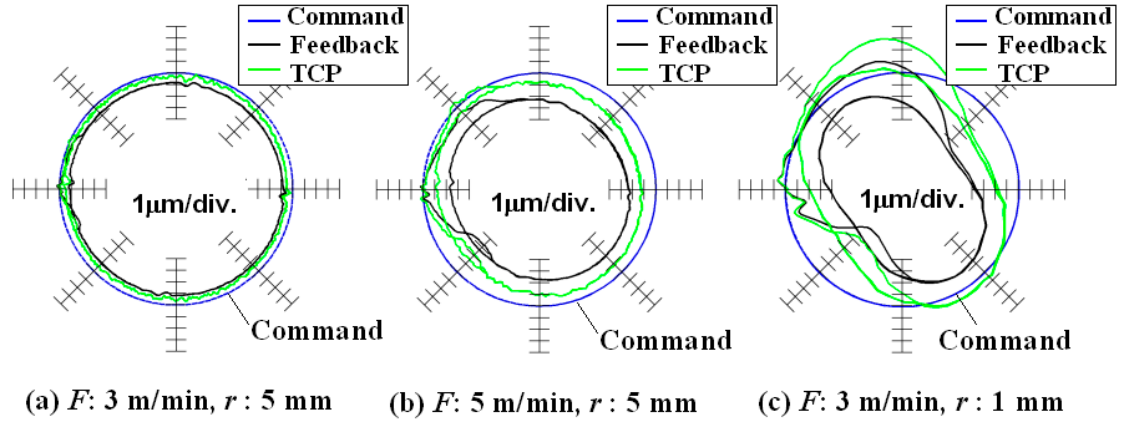 Command
Feedback
TCP
Command
Feedback
TCP
Command
Feedback
TCP
1μm/div.
1μm/div.
1μm/div.
Command
Command
Command
(a) F: 3 m/min, r : 5 mm
(b) F: 5 m/min, r : 5 mm
(c) F: 3 m/min, r : 1 mm